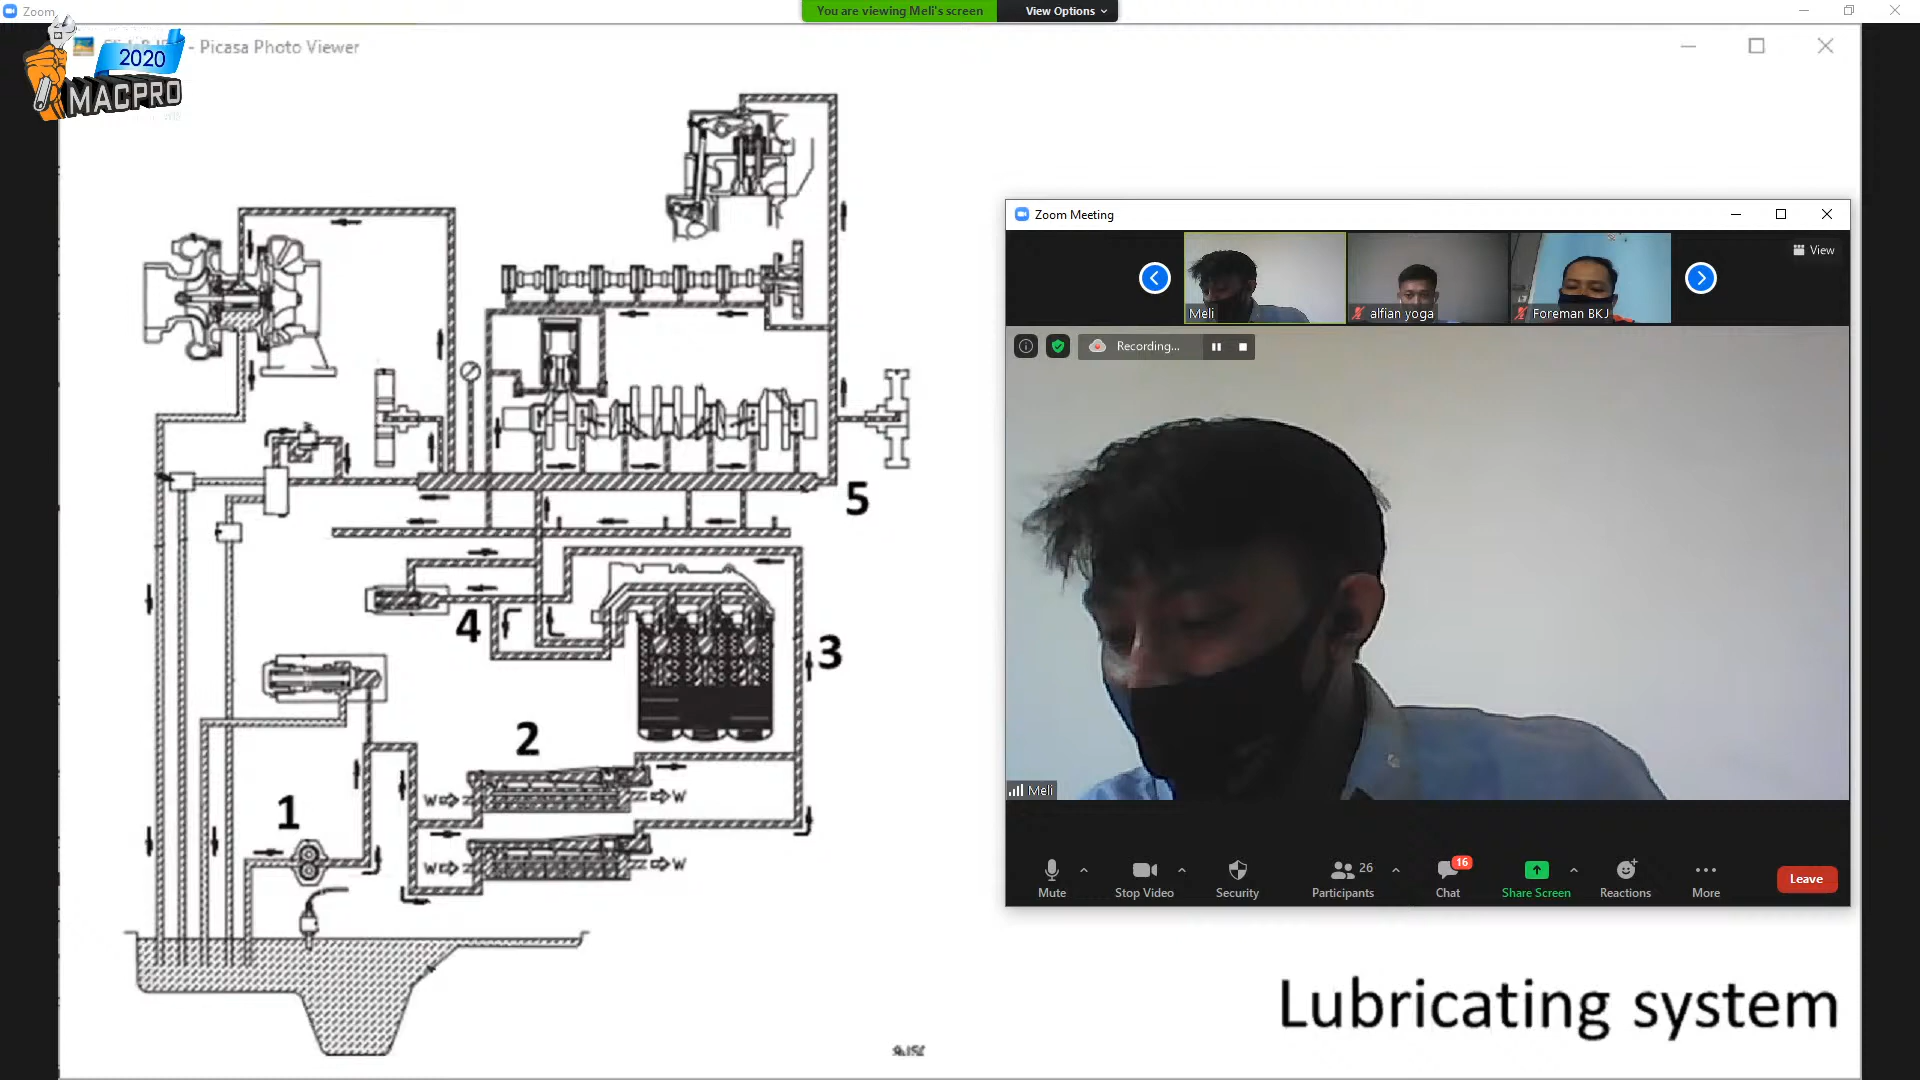 Zoom
You are viewing Meli's screen
View Options
- Picasa Photo Viewer
2020
MACPRO
Zoom Meeting
View
Meli
alfian yoga
Foreman BKJ
Recording...
5
4
3
2
W
W
1
W
W
Meli
26
16
Mute
Stop Video
Security
Participants
Chat
Share Screen
Reactions
More
Leave
Lubricating system